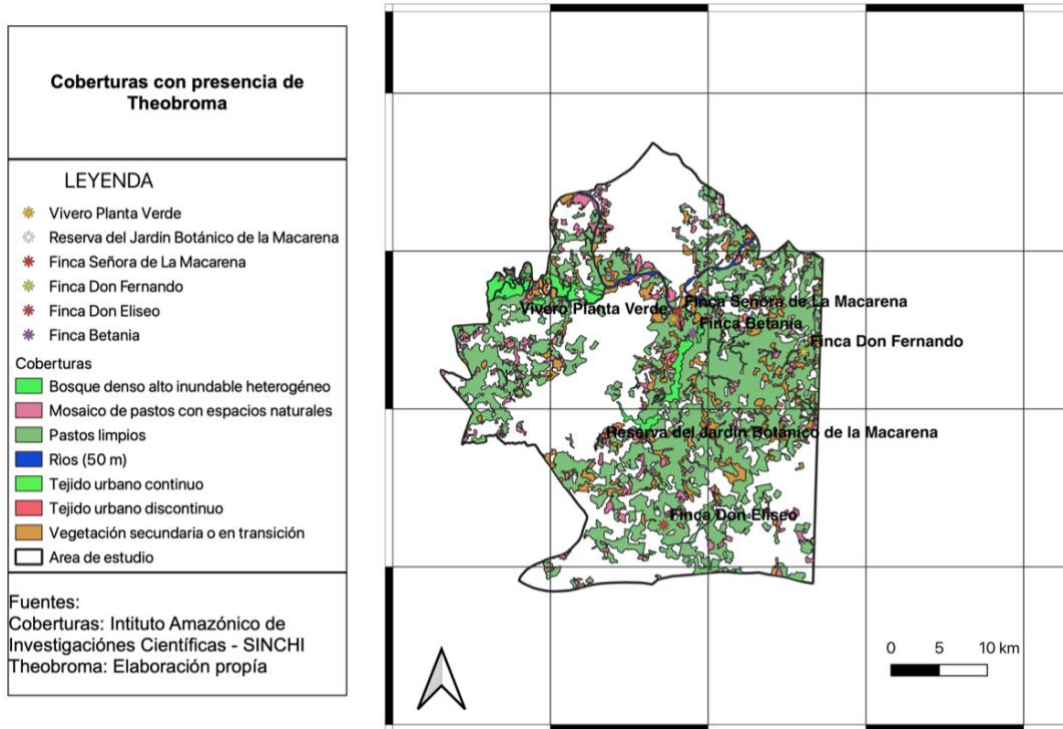 Coberturas con presencia de
Theobroma
LEYENDA
Vivero Planta Verde
Reserva del Jardin Botánico de la Macarena
Finca Señora de La Macarena
Finca Don Fernando
Finca Don Eliseo
Finca Betania
Coberturas
Bosque denso alto inundable heterogéneo
Mosaico de pastos con espacios naturales
Pastos limpios
Rìos (50 m)
Tejido urbano continuo
Tejido urbano discontinuo
Vegetación secundaria o en transición
Area de estudio
Fuentes:
Coberturas: Intituto Amazónico de
Investigaciónes Científicas - SINCHI
Theobroma: Elaboración propía
Finca Señora de La Macarena
Vivero Planta Verde
Finca Betania
Finca Don Fernando
Reserva del Jardin Botánico de la Macarena
Finca Don Eliseo
0 5 10 km